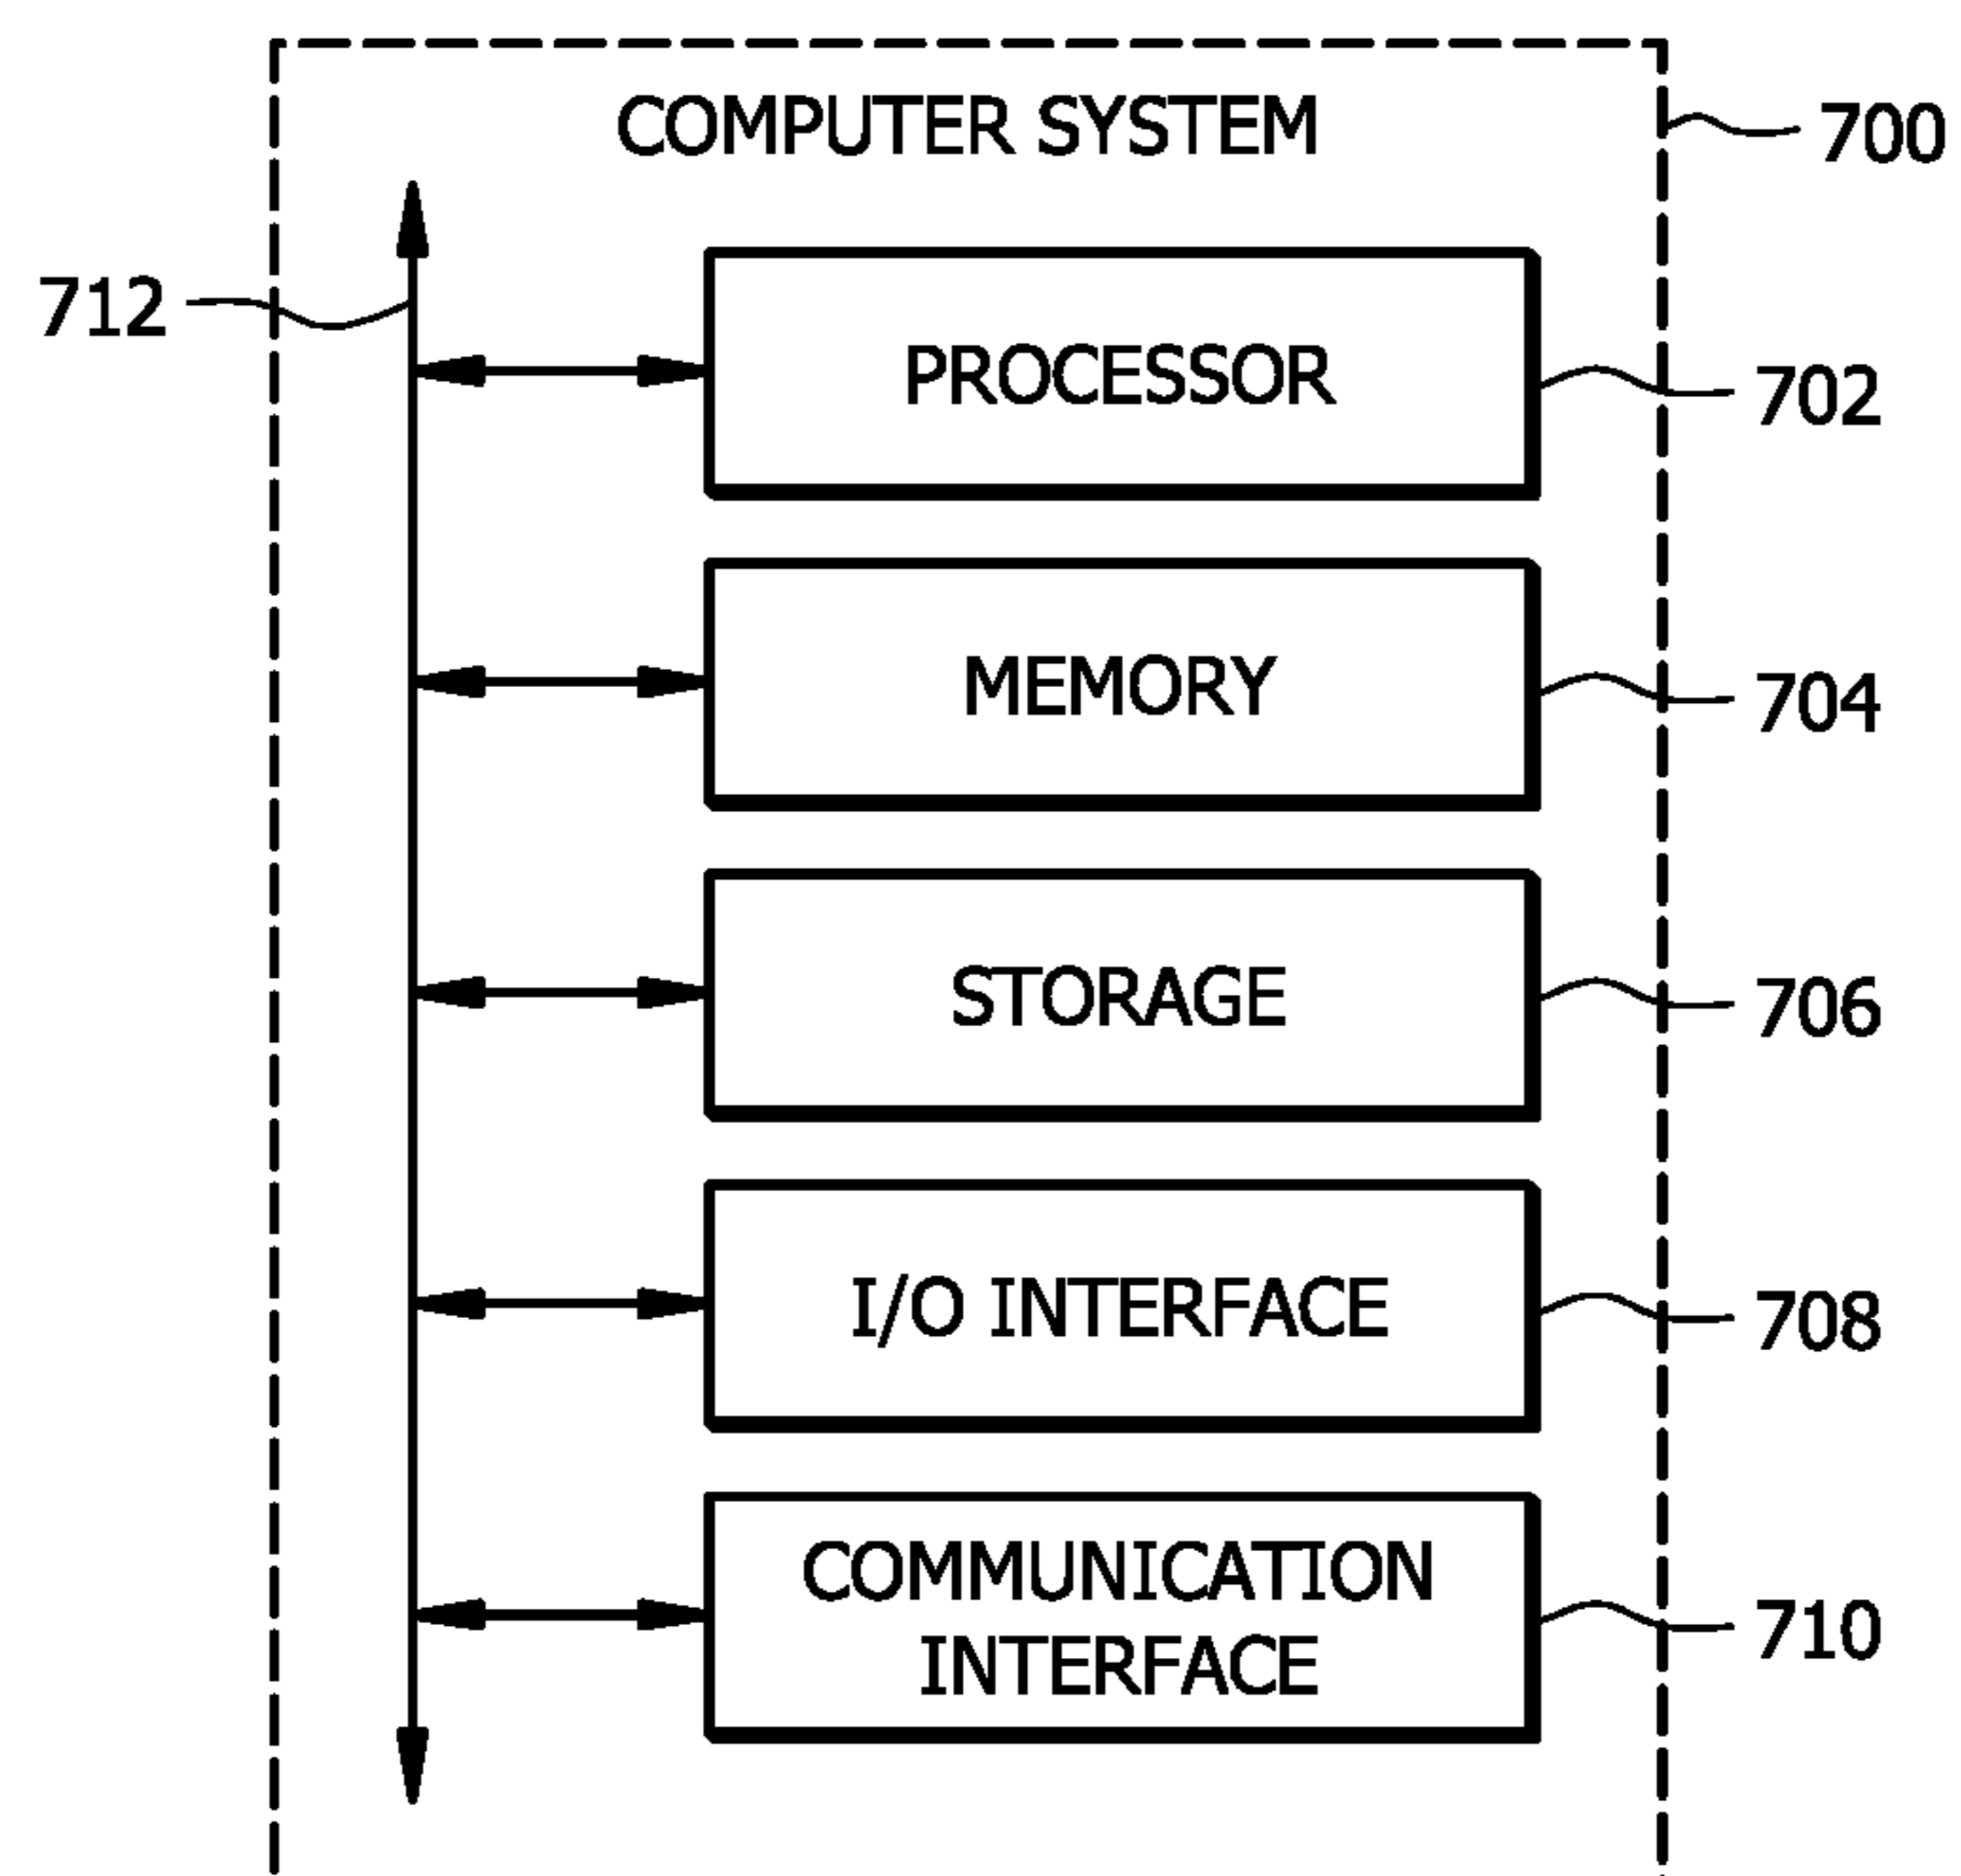 COMPUTER SYSTEM
700
712
PROCESSOR
702
MEMORY
704
STORAGE
706
I/O INTERFACE
708
COMMUNICATION
INTERFACE
710